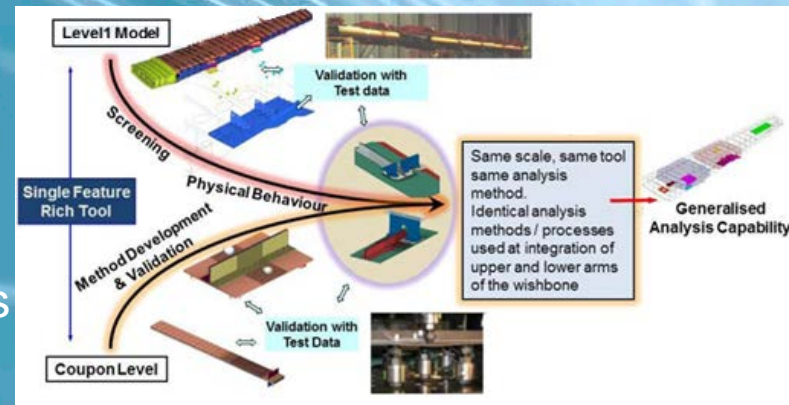 Level1 Model
Validation with
Test data
Screening
Physical Behaviour
Single Feature
Rich Tool
Method Development
& Validation
Same scale, same tool
same analysis
method.
Identical analysis
methods / processes
used at integration of
upper and lower arms
of the wishbone
Generalised
Analysis Capability
s
Validation with
Test Data
Coupon Level